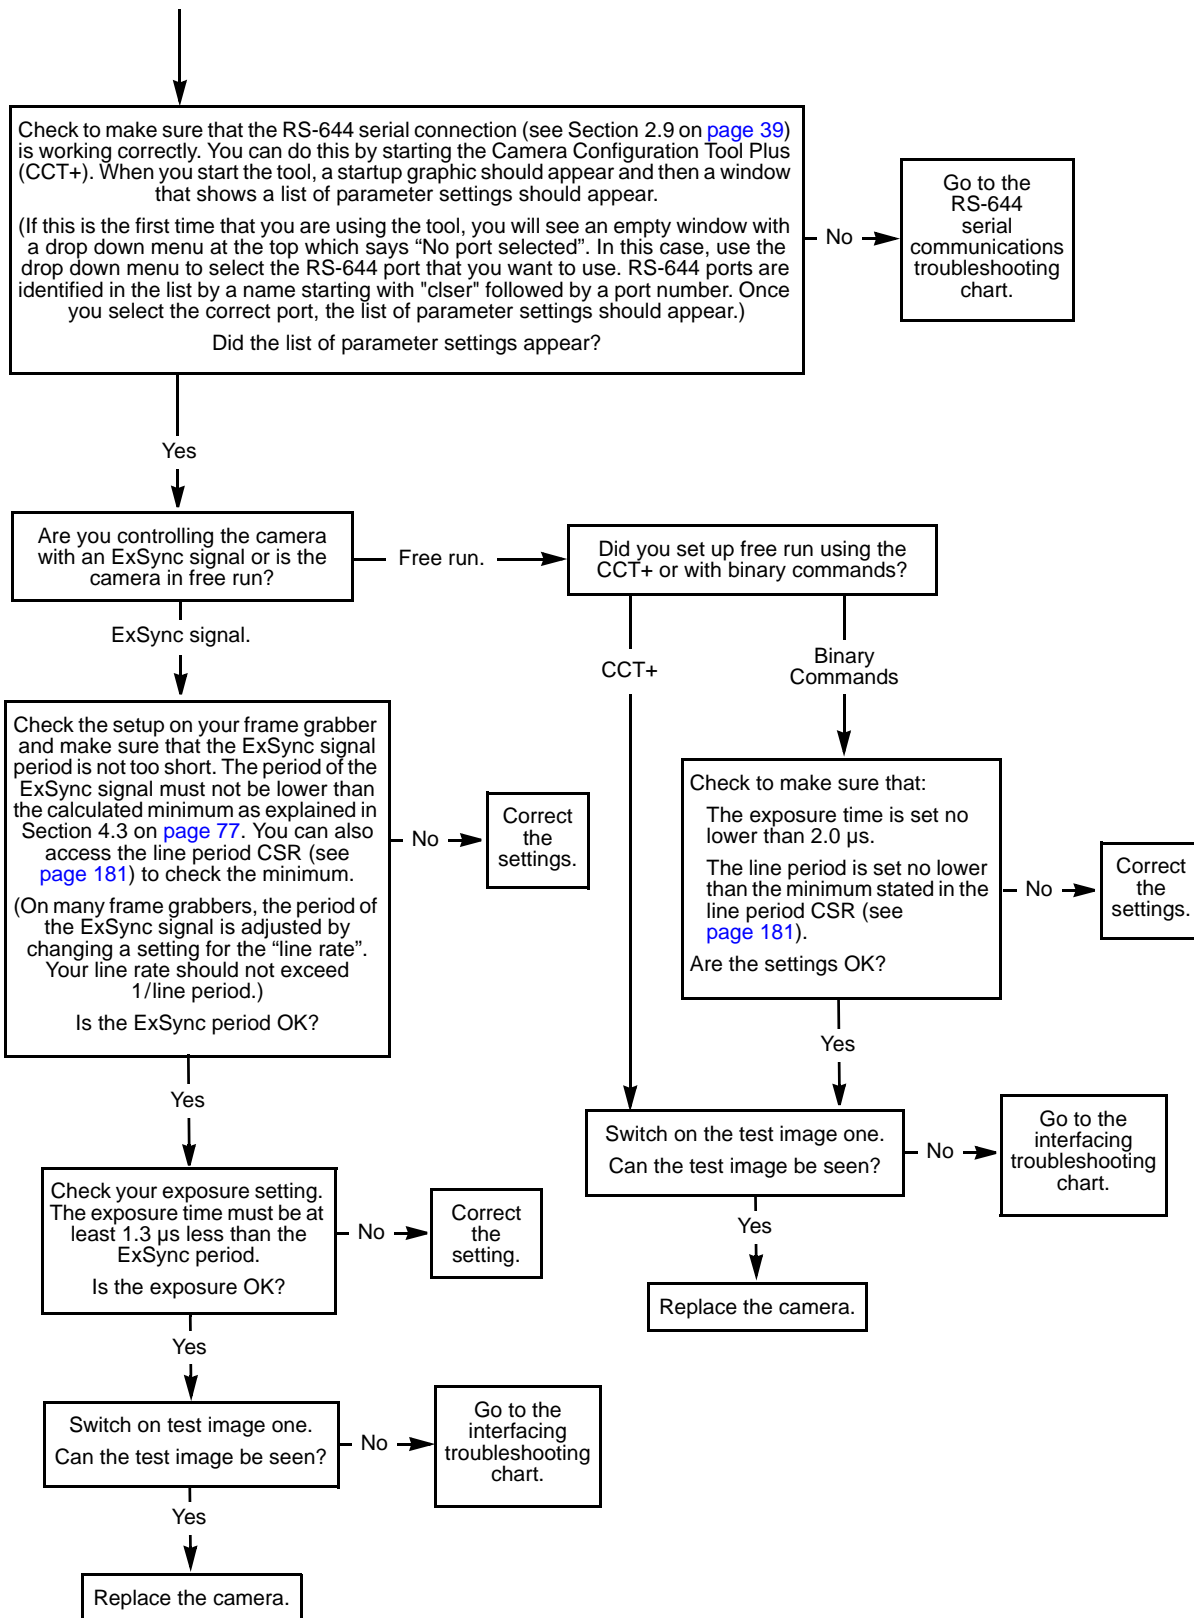 Check to make sure that the RS-644 serial connection (see Section 2.9 on page 39)
is working correctly. You can do this by starting the Camera Configuration Tool Plus
(CCT+). When you start the tool, a startup graphic should appear and then a window
that shows a list of parameter settings should appear.
(If this is the first time that you are using the tool, you will see an empty window with
a drop down menu at the top which says “No port selected”. In this case, use the
drop down menu to select the RS-644 port that you want to use. RS-644 ports are
identified in the list by a name starting with "clser" followed by a port number. Once
you select the correct port, the list of parameter settings should appear.)
Did the list of parameter settings appear?
No
Go to the
RS-644
serial
communications
troubleshooting
chart.
Yes
Are you controlling the camera
with an ExSync signal or is the
camera in free run?
Free run.
Did you set up free run using the
CCT+ or with binary commands?
ExSync signal.
CCT+
Binary
Commands
Check the setup on your frame grabber
and make sure that the ExSync signal
period is not too short. The period of the
ExSync signal must not be lower than
the calculated minimum as explained in
Section 4.3 on page 77. You can also
access the line period CSR (see
page 181) to check the minimum.
(On many frame grabbers, the period of
the ExSync signal is adjusted by
changing a setting for the “line rate”.
Your line rate should not exceed
1/line period.)
Is the ExSync period OK?
No
Correct
the
settings.
Check to make sure that:
The exposure time is set no
lower than 2.0 µs.
The line period is set no lower
than the minimum stated in the
line period CSR (see
page 181).
Are the settings OK?
No
Correct
the
settings.
Yes
Yes
Switch on the test image one.
Can the test image be seen?
No
Go to the
interfacing
troubleshooting
chart.
Check your exposure setting.
The exposure time must be at
least 1.3 µs less than the
ExSync period.
Is the exposure OK?
No
Correct
the
setting.
Yes
Replace the camera.
Yes
Switch on test image one.
Can the test image be seen?
No
Go to the
interfacing
troubleshooting
chart.
Yes
Replace the camera.